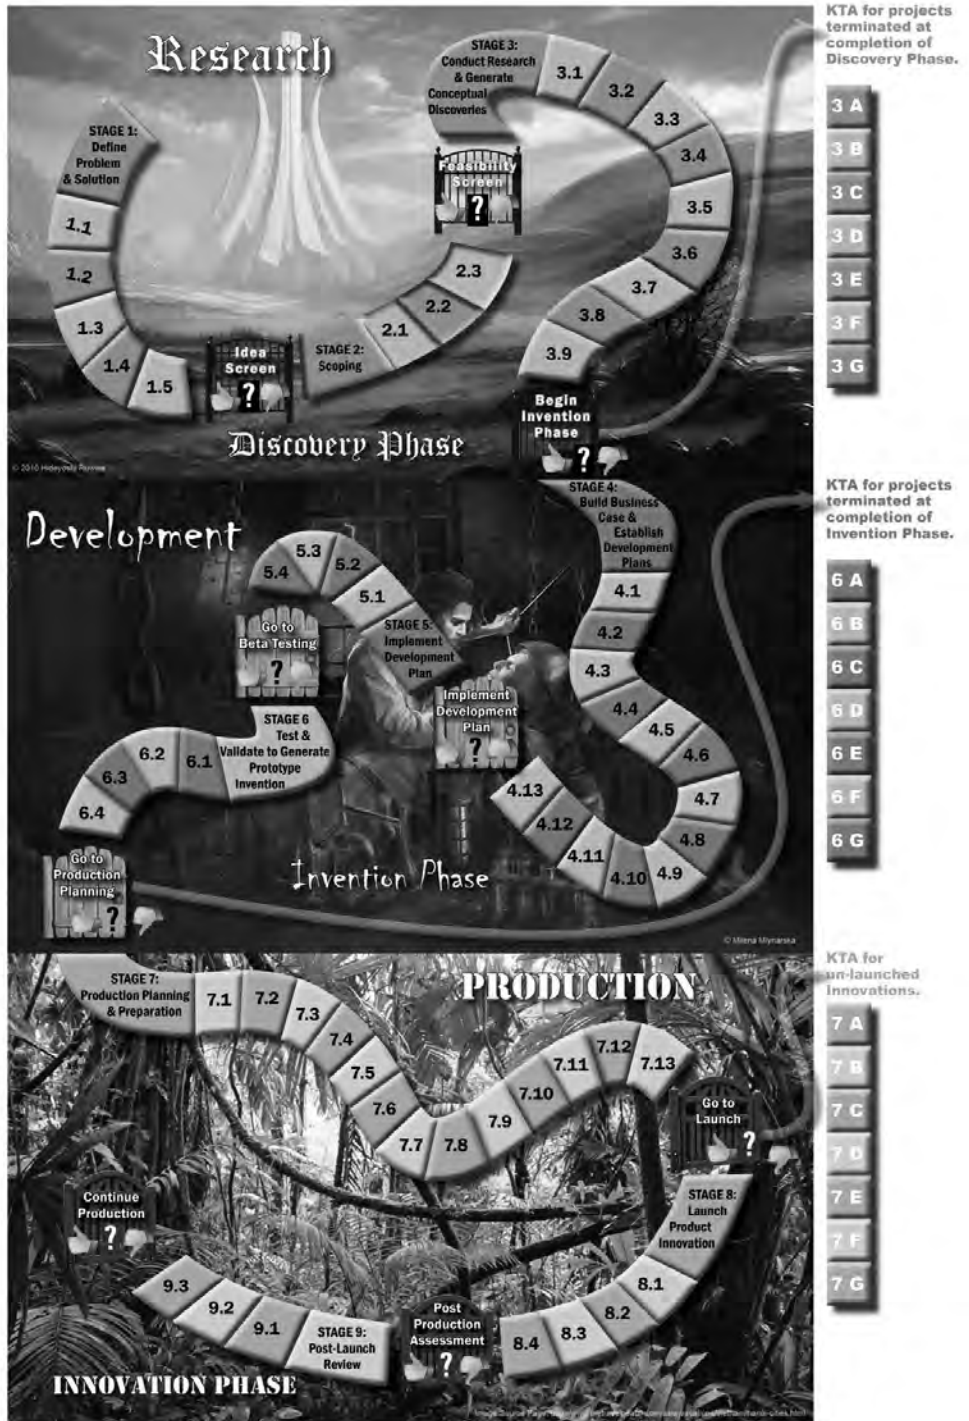 Research
KTA for projects
terminated at
completion of
Discovery Phase.
3 A
3 B
3 C
3 D
3 E
3 F
3 G
STAGE 1:
Define
Problem
& Solution
1.1
1.2
1.3
1.4
1.5
Idea
Screen
?
STAGE 2:
Scoping
2.1
2.2
2.3
Feasibility
Screen
?
STAGE 3:
Conduct Research
& Generate
Conceptual
Discoveries
3.1
3.2
3.3
3.4
3.5
3.6
3.7
3.8
3.9
Begin
Invention
Phase
?
Discovery Phase
Development
KTA for projects
terminated at
completion of
Invention Phase.
6 A
6 B
6 C
6 D
6 E
6 F
6 G
STAGE 4:
Build Business
Case &
Establish
Development
Plans
4.1
4.2
4.3
4.4
4.5
4.6
4.7
4.8
4.9
4.10
4.11
4.12
4.13
Implement
Development
Plan
?
STAGE 5:
Implement
Development
Plan
5.1
5.2
5.3
5.4
Go to
Beta Testing
?
STAGE 6
Test &
Validate to Generate
Prototype
Invention
6.1
6.2
6.3
6.4
Go to
Production
Planning
?
Invention Phase
© Milena Mlynarska
PRODUCTION
KTA for
un-launched
Innovations.
7 A
7 B
7 C
7 D
7 E
7 F
7 G
STAGE 7:
Production Planning
& Preparation
7.1
7.2
7.3
7.4
7.5
7.6
7.7
7.8
7.9
7.10
7.11
7.12
7.13
Go to
Launch
?
STAGE 8:
Launch
Product
Innovation
8.1
8.2
8.3
8.4
Post
Production
Assessment
?
STAGE 9:
Post-Launch
Review
9.1
9.2
9.3
Continue
Production
?
INNOVATION PHASE